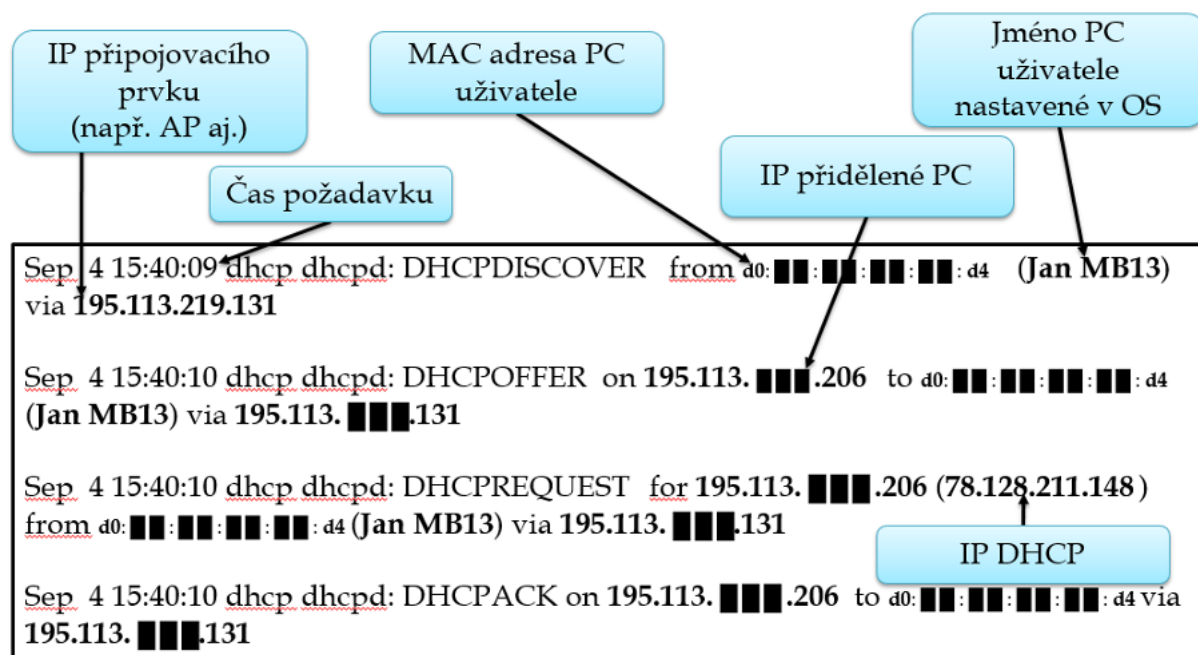 IP připojovacího
prvku
(např. AP aj.)
MAC adresa PC
uživatele
Jméno PC
uživatele
nastavené v OS
Čas požadavku
IP přidělené PC
Sep 4 15:40:09 dhcp dhcpd: DHCPDISCOVER from d0:██:██:██:██:d4 (Jan MB13)
via 195.113.219.131
Sep 4 15:40:10 dhcp dhcpd: DHCPOFFER on 195.113. ███.206 to d0:██:██:██:██:d4
(Jan MB13) via 195.113. ███.131
Sep 4 15:40:10 dhcp dhcpd: DHCPREQUEST for 195.113. ███.206 (78.128.211.148)
from d0:██:██:██:██:d4 (Jan MB13) via 195.113. ███.131
IP DHCP
Sep 4 15:40:10 dhcp dhcpd: DHCPACK on 195.113. ███.206 to d0:██:██:██:██:d4 via
195.113. ███.131